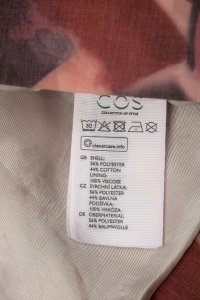 COS
COLLECTION OF STYLE
30
clevercare.info
GB SHELL:
56% POLYESTER
44% COTTON
LINING:
100% VISCOSE
CZ SVRCHNÍ LÁTKA:
56% POLYESTER
44% BAVLNA
PODŠÍVKA:
100% VISKÓZA
DE OBERMATERIAL:
56% POLYESTER
44% BAUMWOLLE